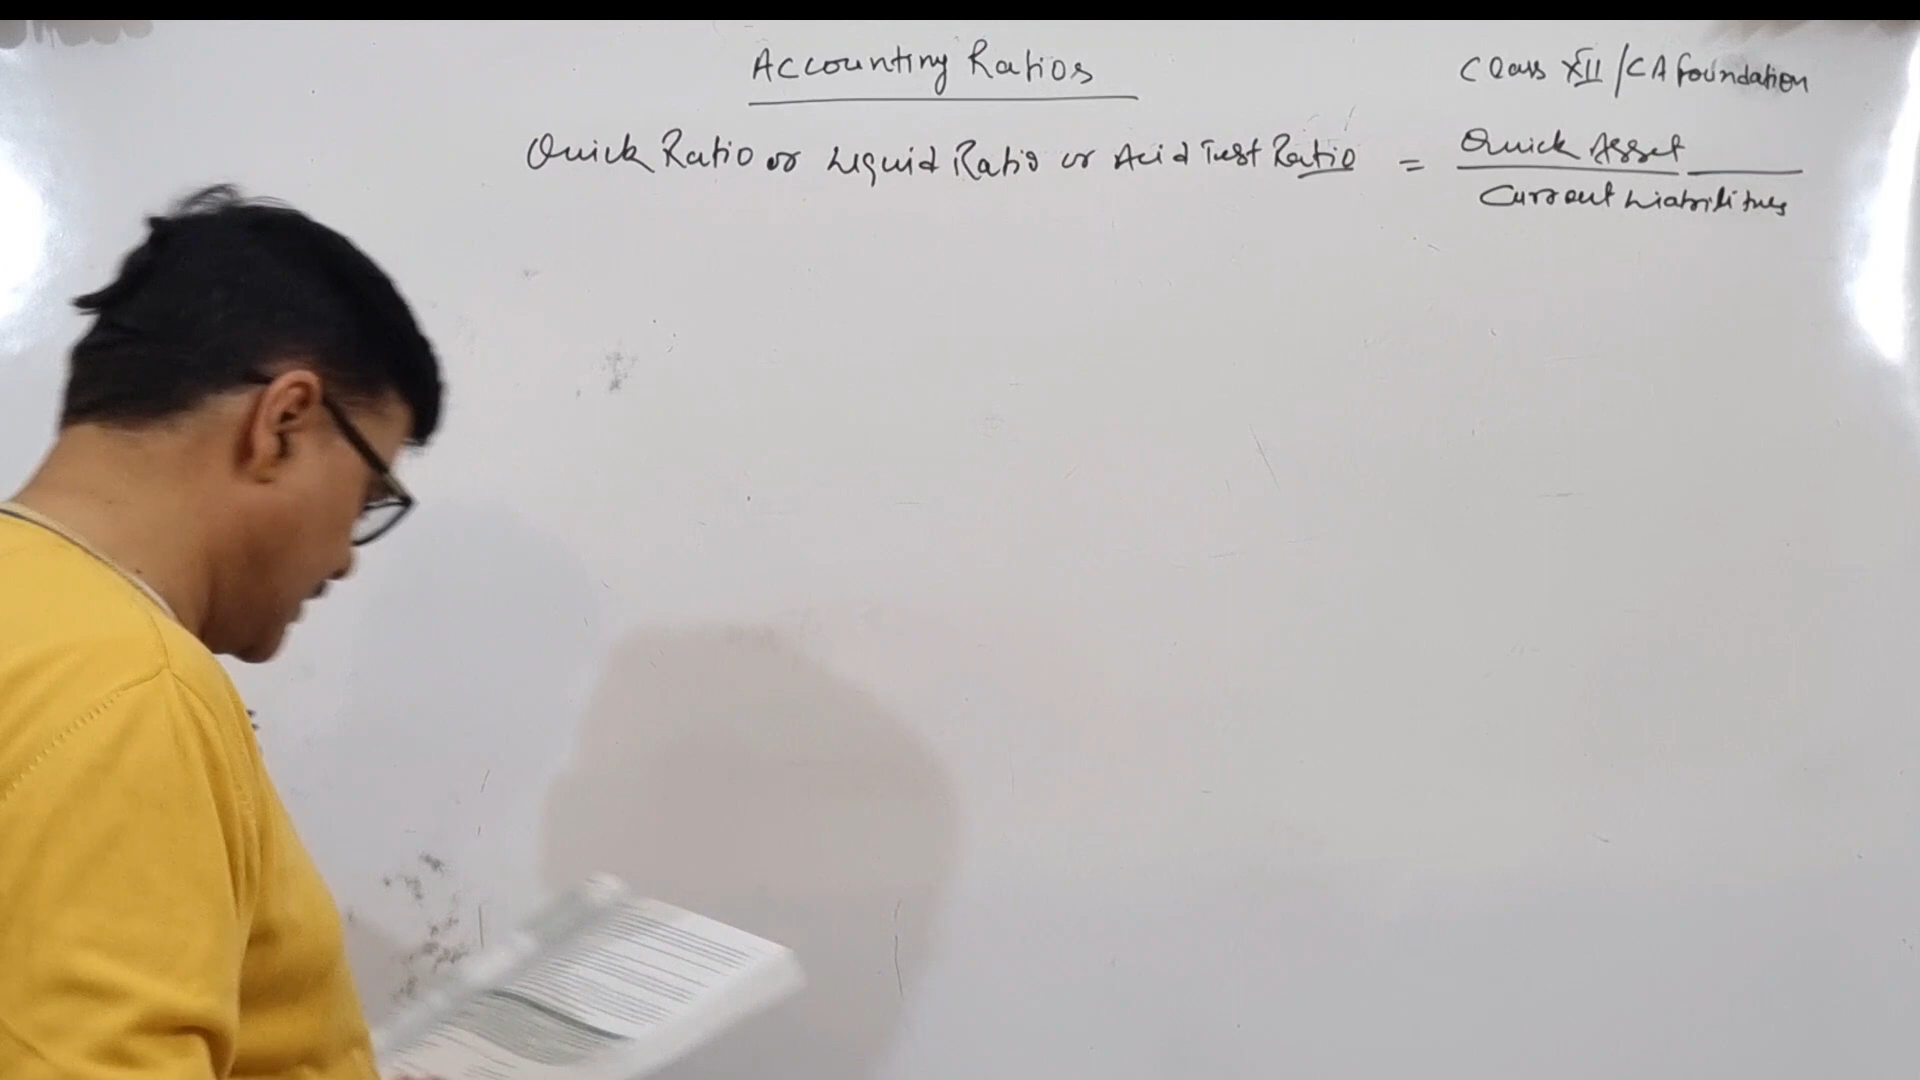 Accounting Ratios
Class XII / CA Foundation
Quick Ratio or Liquid Ratio or Acid Test Ratio = Quick Asset
Current Liabilities